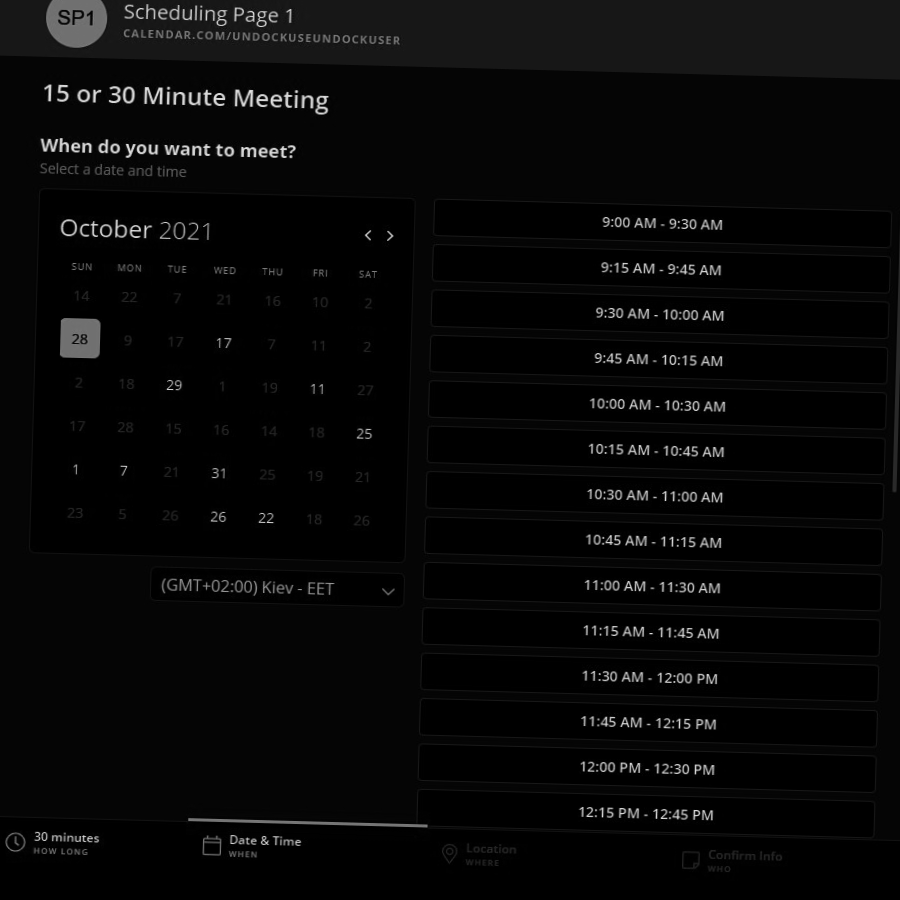 SP1
Scheduling Page 1
CALENDAR.COM/UNDOCKUSEUNDOCKUSER
15 or 30 Minute Meeting
When do you want to meet?
Select a date and time
October 2021
SUN MON TUE WED THU FRI SAT
14 22 7 21 16 10 2
28 9 17 17 7 11 2
2 18 29 1 19 11 27
17 28 15 16 14 18 25
1 7 21 31 25 19 21
23 5 26 26 22 18 26
(GMT+02:00) Kiev - EET
9:00 AM - 9:30 AM
9:15 AM - 9:45 AM
9:30 AM - 10:00 AM
9:45 AM - 10:15 AM
10:00 AM - 10:30 AM
10:15 AM - 10:45 AM
10:30 AM - 11:00 AM
10:45 AM - 11:15 AM
11:00 AM - 11:30 AM
11:15 AM - 11:45 AM
11:30 AM - 12:00 PM
11:45 AM - 12:15 PM
12:00 PM - 12:30 PM
12:15 PM - 12:45 PM
30 minutes
HOW LONG
Date & Time
WHEN
Location
WHERE
Confirm Info
WHO